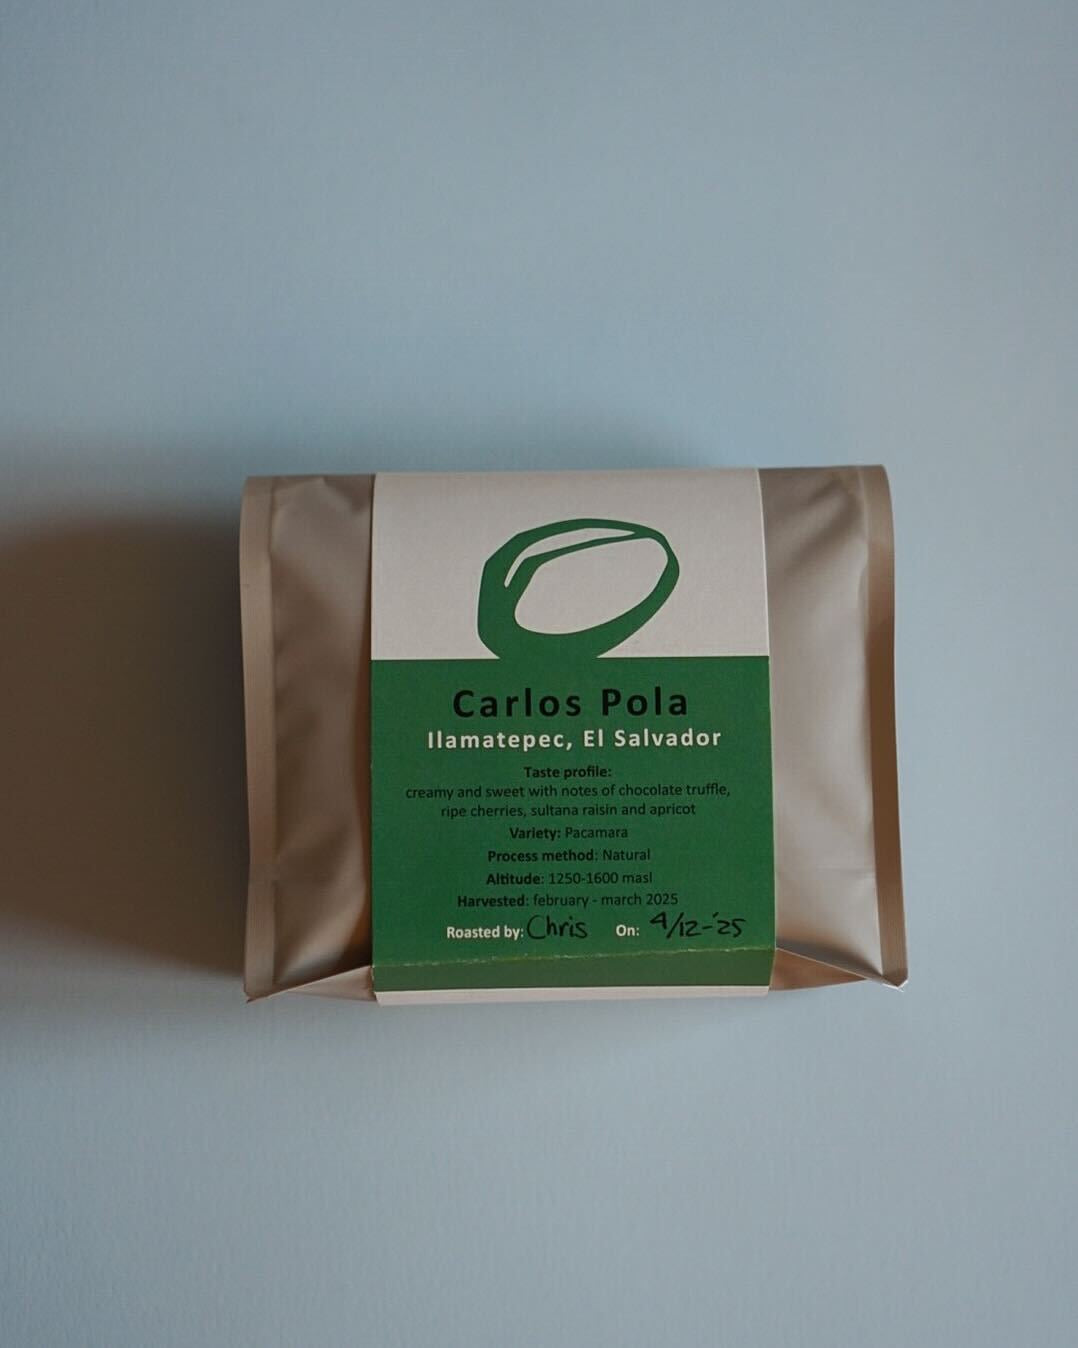 Carlos Pola
Ilamatepec, El Salvador
Taste profile:
creamy and sweet with notes of chocolate truffle,
ripe cherries, sultana raisin and apricot
Variety: Pacamara
Process method: Natural
Altitude: 1250-1600 masl
Harvested: february - march 2025
Roasted by: Chris On: 4/12-'25